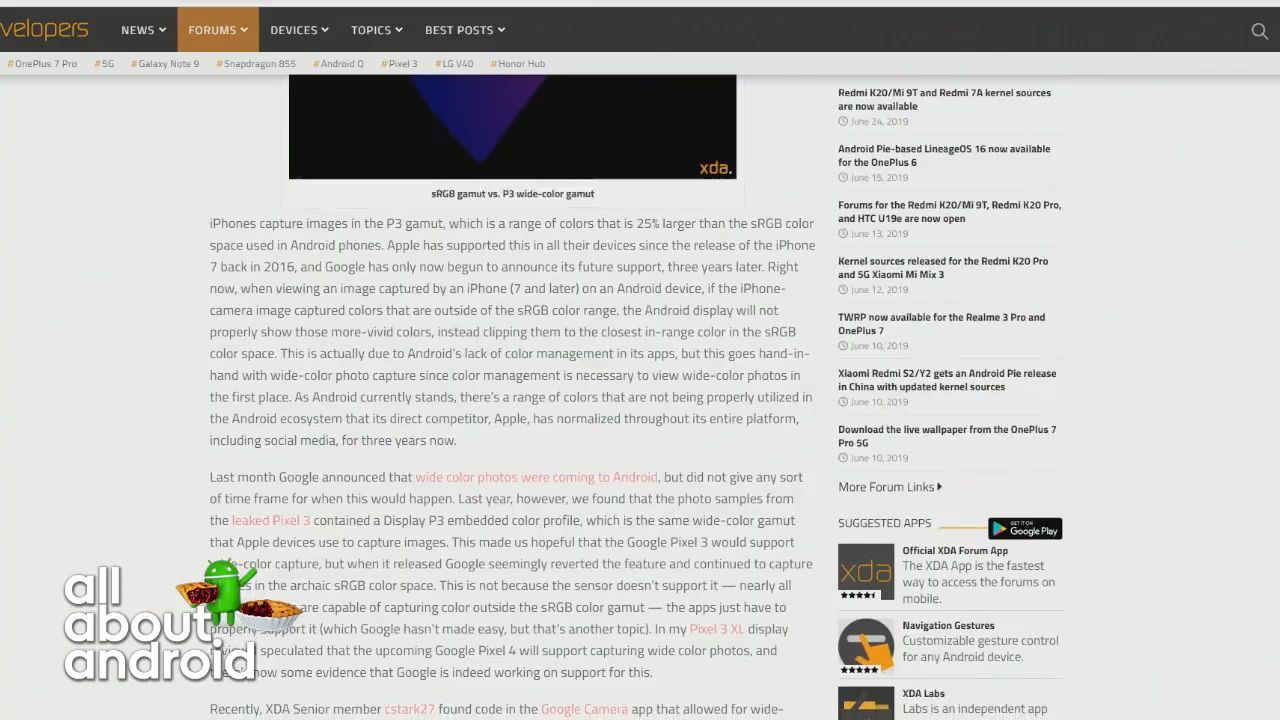 velopers
NEWS FORUMS DEVICES TOPICS BEST POSTS
#OnePlus 7 Pro #5G #Galaxy Note 9 #Snapdragon 855 #Android Q #Pixel 3 #LG V40 #Honor Hub
xda.
sRGB gamut vs. P3 wide-color gamut
iPhones capture images in the P3 gamut, which is a range of colors that is 25% larger than the sRGB color
space used in Android phones. Apple has supported this in all their devices since the release of the iPhone
7 back in 2016, and Google has only now begun to announce its future support, three years later. Right
now, when viewing an image captured by an iPhone (7 and later) on an Android device, if the iPhone-
camera image captured colors that are outside of the sRGB color range, the Android display will not
properly show those more-vivid colors, instead clipping them to the closest in-range color in the sRGB
color space. This is actually due to Android's lack of color management in its apps, but this goes hand-in-
hand with wide-color photo capture since color management is necessary to view wide-color photos in
the first place. As Android currently stands, there's a range of colors that are not being properly utilized in
the Android ecosystem that its direct competitor, Apple, has normalized throughout its entire platform,
including social media, for three years now.
Last month Google announced that wide color photos were coming to Android, but did not give any sort
of time frame for when this would happen. Last year, however, we found that the photo samples from
the leaked Pixel 3 contained a Display P3 embedded color profile, which is the same wide-color gamut
that Apple devices use to capture images. This made us hopeful that the Google Pixel 3 would support
-color capture, but when it released Google seemingly reverted the feature and continued to capture
in the archaic sRGB color space. This is not because the sensor doesn't support it — nearly all
are capable of capturing color outside the sRGB color gamut — the apps just have to
properly support it (which Google hasn't made easy, but that's another topic). In my Pixel 3 XL display
speculated that the upcoming Google Pixel 4 will support capturing wide color photos, and
now some evidence that Google is indeed working on support for this.
Recently, XDA Senior member cstark27 found code in the Google Camera app that allowed for wide-
all
about
android
Redmi K20/Mi 9T and Redmi 7A kernel sources
are now available
June 24, 2019
Android Pie-based LineageOS 16 now available
for the OnePlus 6
June 15, 2019
Forums for the Redmi K20/Mi 9T, Redmi K20 Pro,
and HTC U19e are now open
June 13, 2019
Kernel sources released for the Redmi K20 Pro
and 5G Xiaomi Mi Mix 3
June 12, 2019
TWRP now available for the Realme 3 Pro and
OnePlus 7
June 10, 2019
Xiaomi Redmi S2/Y2 gets an Android Pie release
in China with updated kernel sources
June 10, 2019
Download the live wallpaper from the OnePlus 7
Pro 5G
June 10, 2019
More Forum Links
SUGGESTED APPS
GET IT ON
Google Play
xda
Official XDA Forum App
The XDA App is the fastest
way to access the forums on
mobile.
Navigation Gestures
Customizable gesture control
for any Android device.
XDA Labs
Labs is an independent app